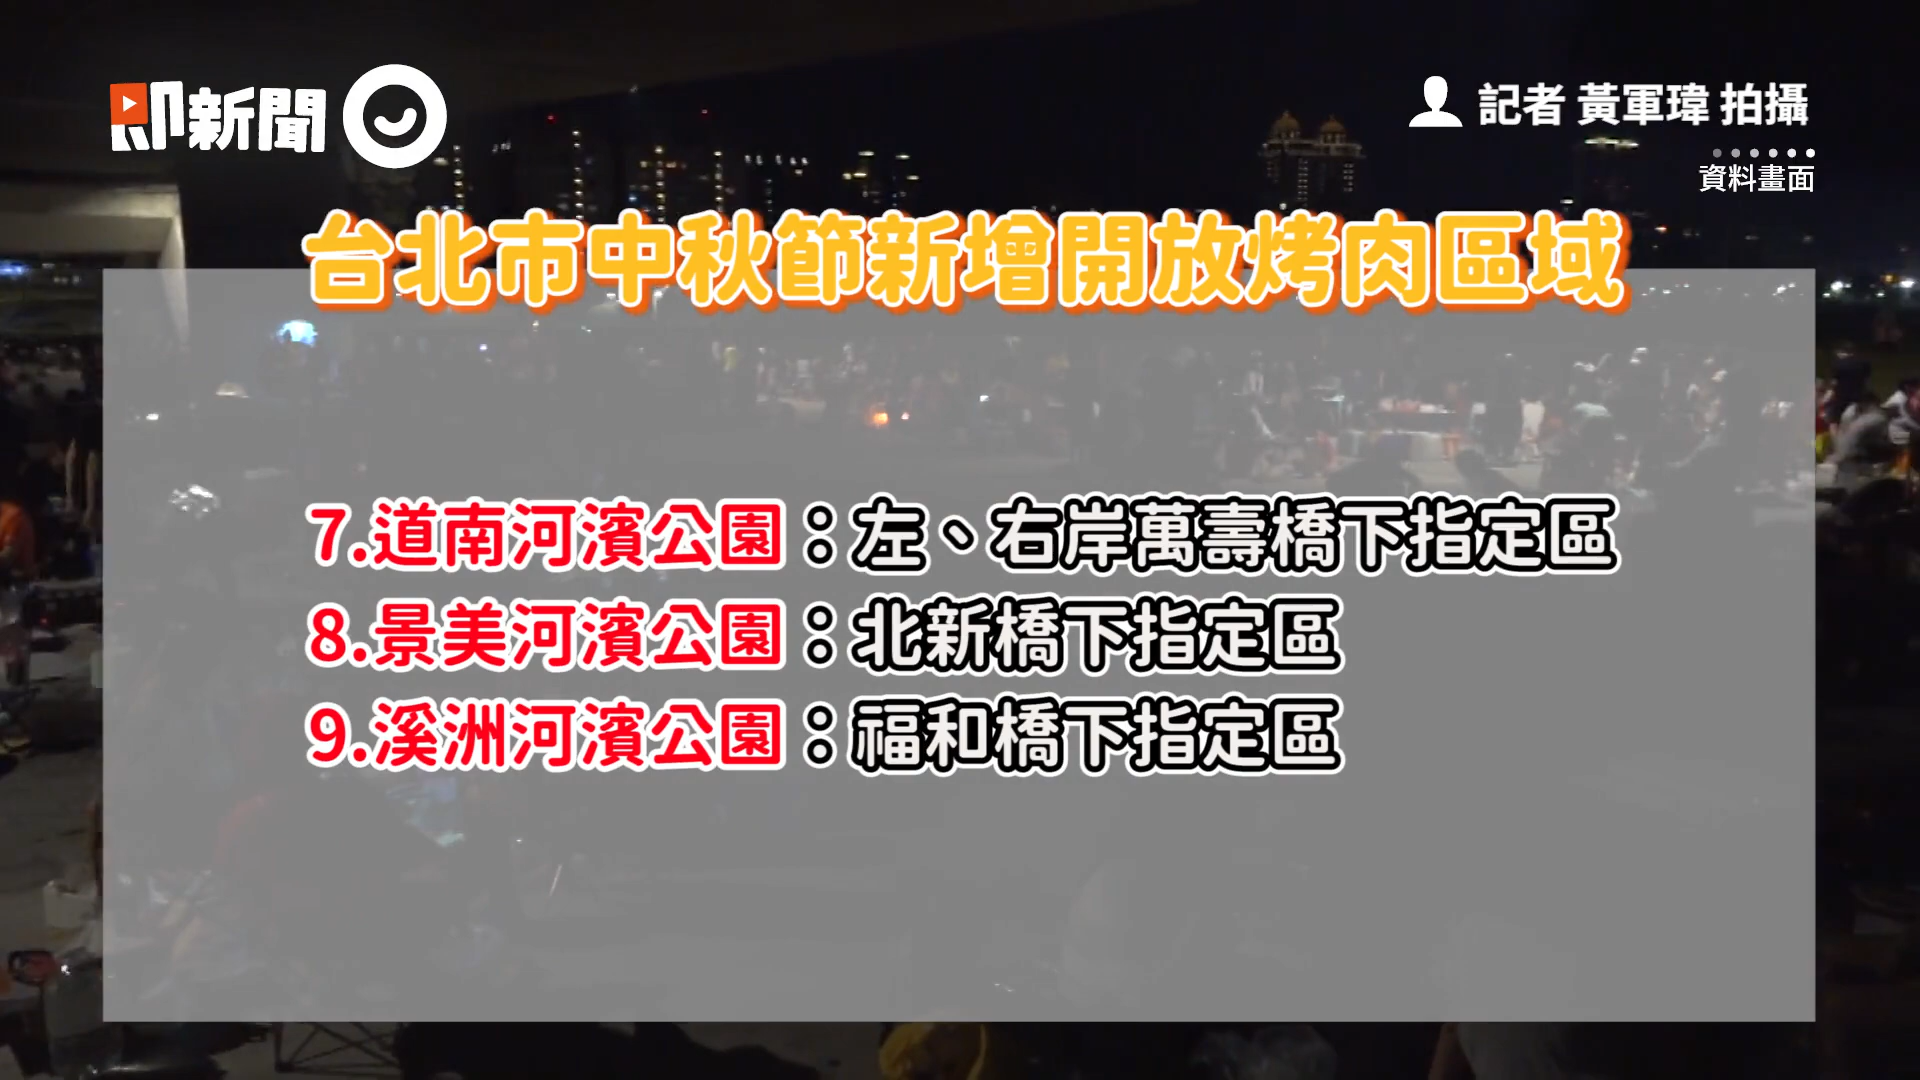 即新聞
記者 黃軍瑋 拍攝
資料畫面
台北市中秋節新增開放烤肉區域
7.道南河濱公園：左、右岸萬壽橋下指定區
8.景美河濱公園：北新橋下指定區
9.溪洲河濱公園：福和橋下指定區